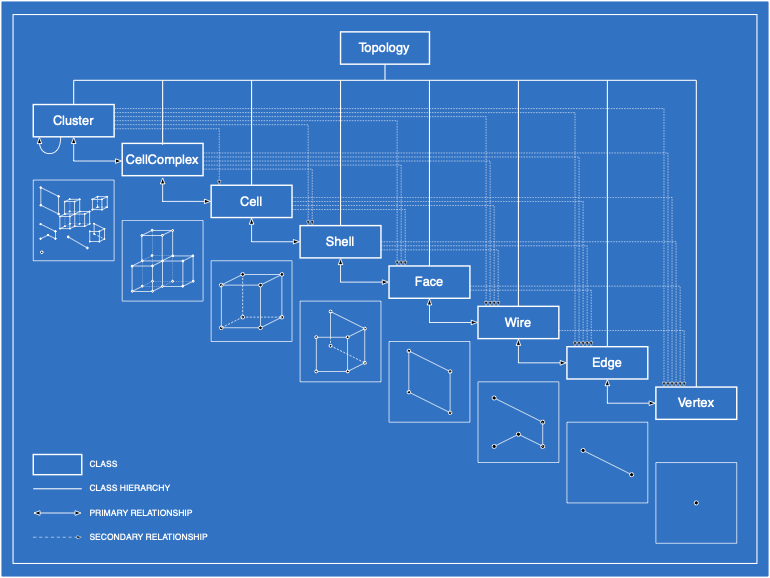 Topology
Cluster
CellComplex
Cell
Shell
Face
Wire
Edge
Vertex
CLASS
CLASS HIERARCHY
PRIMARY RELATIONSHIP
SECONDARY RELATIONSHIP